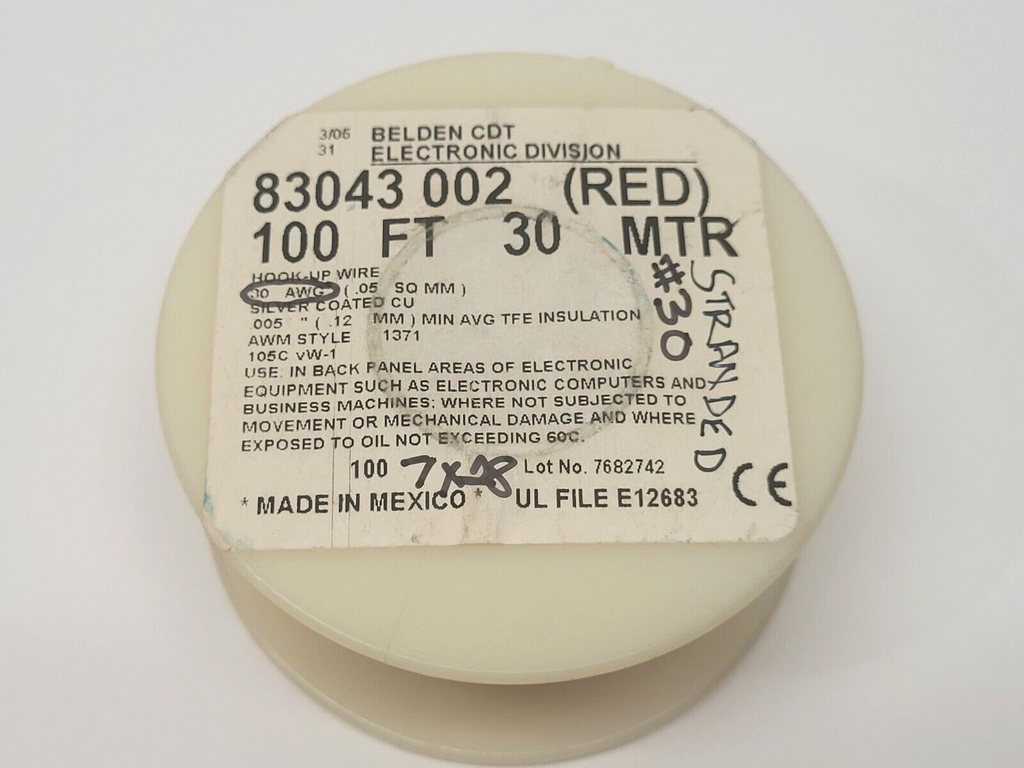 3/05 BELDEN CDT
31 ELECTRONIC DIVISION
83043 002 (RED)
100 FT 30 MTR
HOOK-UP WIRE
30 AWG (.05 SQ MM)
SILVER COATED CU
.005 " (.12 MM) MIN AVG TFE INSULATION
AWM STYLE 1371
105C VW-1
USE: IN BACK PANEL AREAS OF ELECTRONIC
EQUIPMENT SUCH AS ELECTRONIC COMPUTERS AND
BUSINESS MACHINES: WHERE NOT SUBJECTED TO
MOVEMENT OR MECHANICAL DAMAGE AND WHERE
EXPOSED TO OIL NOT EXCEEDING 60C.
100 7X38 Lot No. 7682742
* MADE IN MEXICO * UL FILE E12683
CE
#30
STRANDED